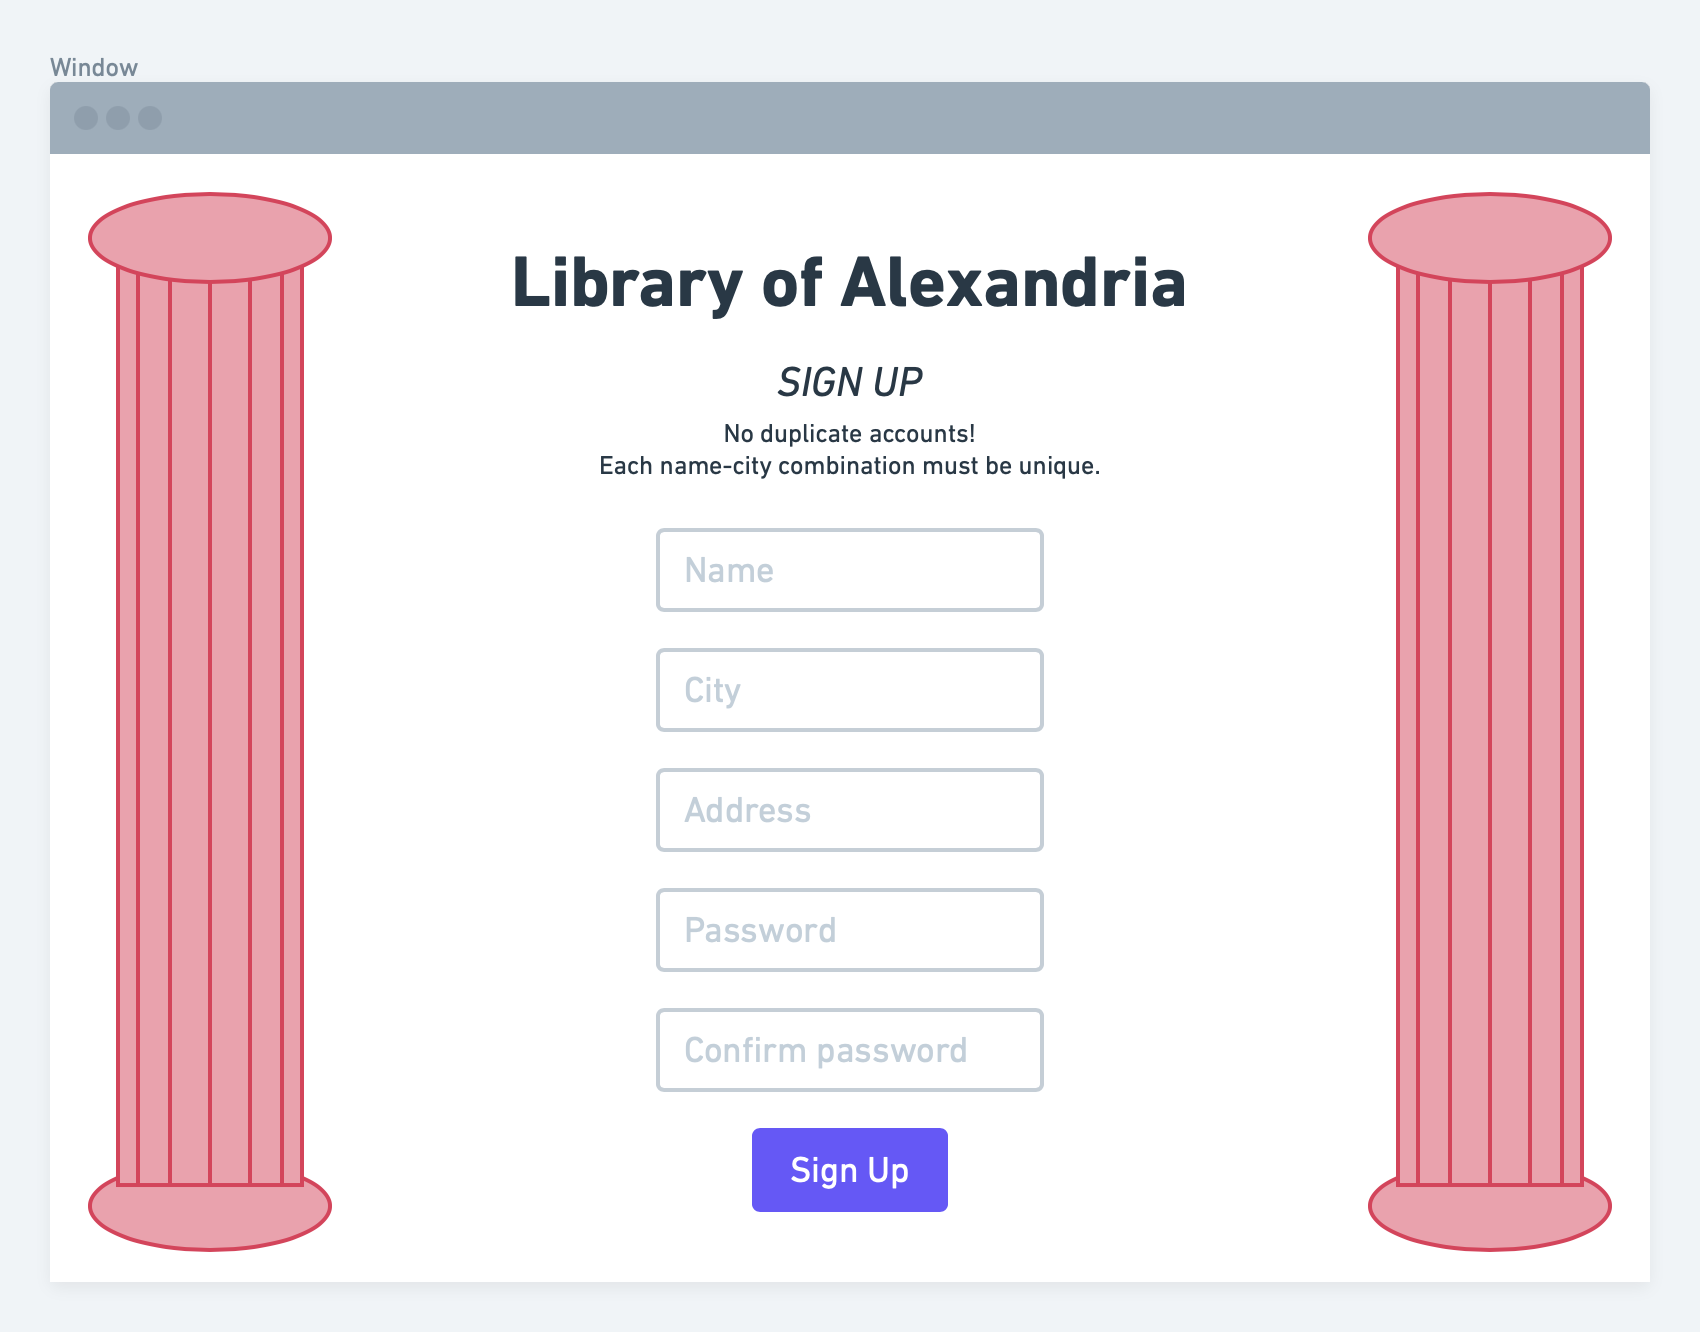 Window
Library of Alexandria
SIGN UP
No duplicate accounts!
Each name-city combination must be unique.
Name
City
Address
Password
Confirm password
Sign Up